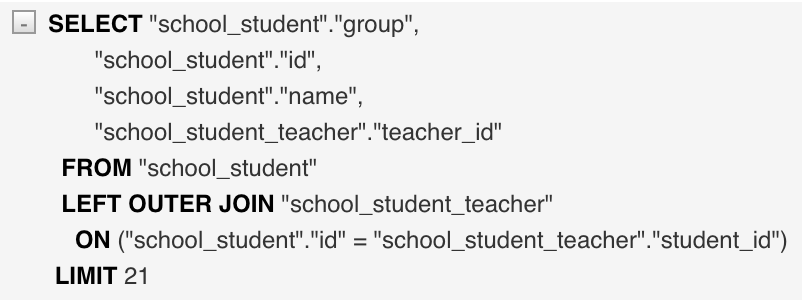 - SELECT "school_student"."group",
"school_student"."id",
"school_student"."name",
"school_student_teacher"."teacher_id"
FROM "school_student"
LEFT OUTER JOIN "school_student_teacher"
ON ("school_student"."id" = "school_student_teacher"."student_id")
LIMIT 21